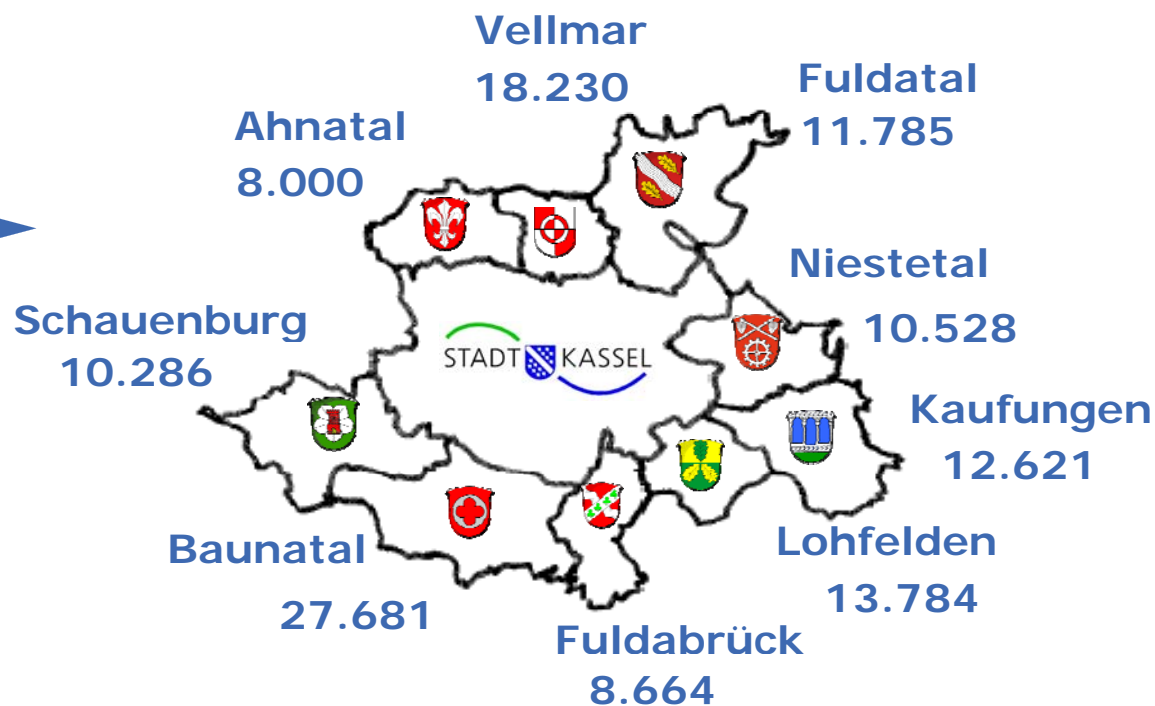 Vellmar
18.230
Fuldatal
11.785
Ahnatal
8.000
Niestetal
10.528
Schauenburg
10.286
STADT KASSEL
Kaufungen
12.621
Baunatal
27.681
Lohfelden
13.784
Fuldabrück
8.664